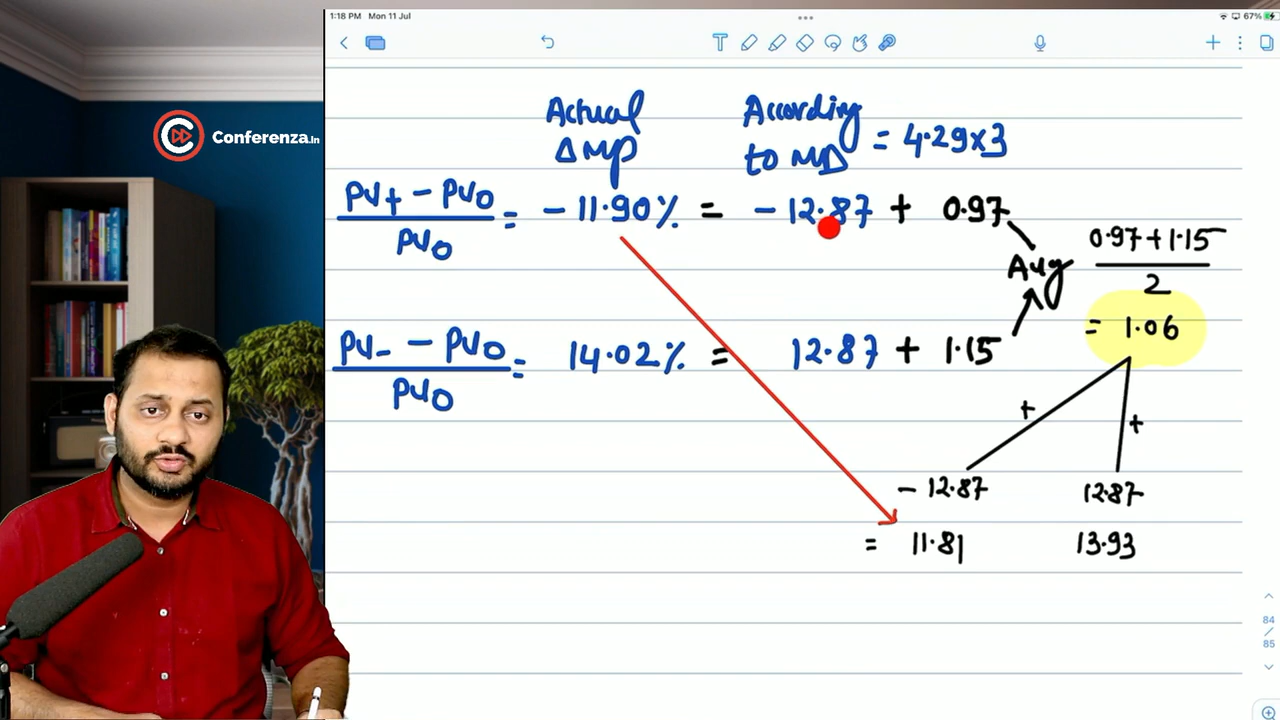 1:18 PM Mon 11 Jul
67%
Conferenza.in
Actual ΔMP
According to MD = 4.29x3
PV+ - PV0 / PV0 = - 11.90% = - 12.87 + 0.97
Avg 0.97+1.15 / 2
= 1.06
PV- - PV0 / PV0 = 14.02% = 12.87 + 1.15
+ +
- 12.87 12.87
= 11.81 13.93
84
/
85